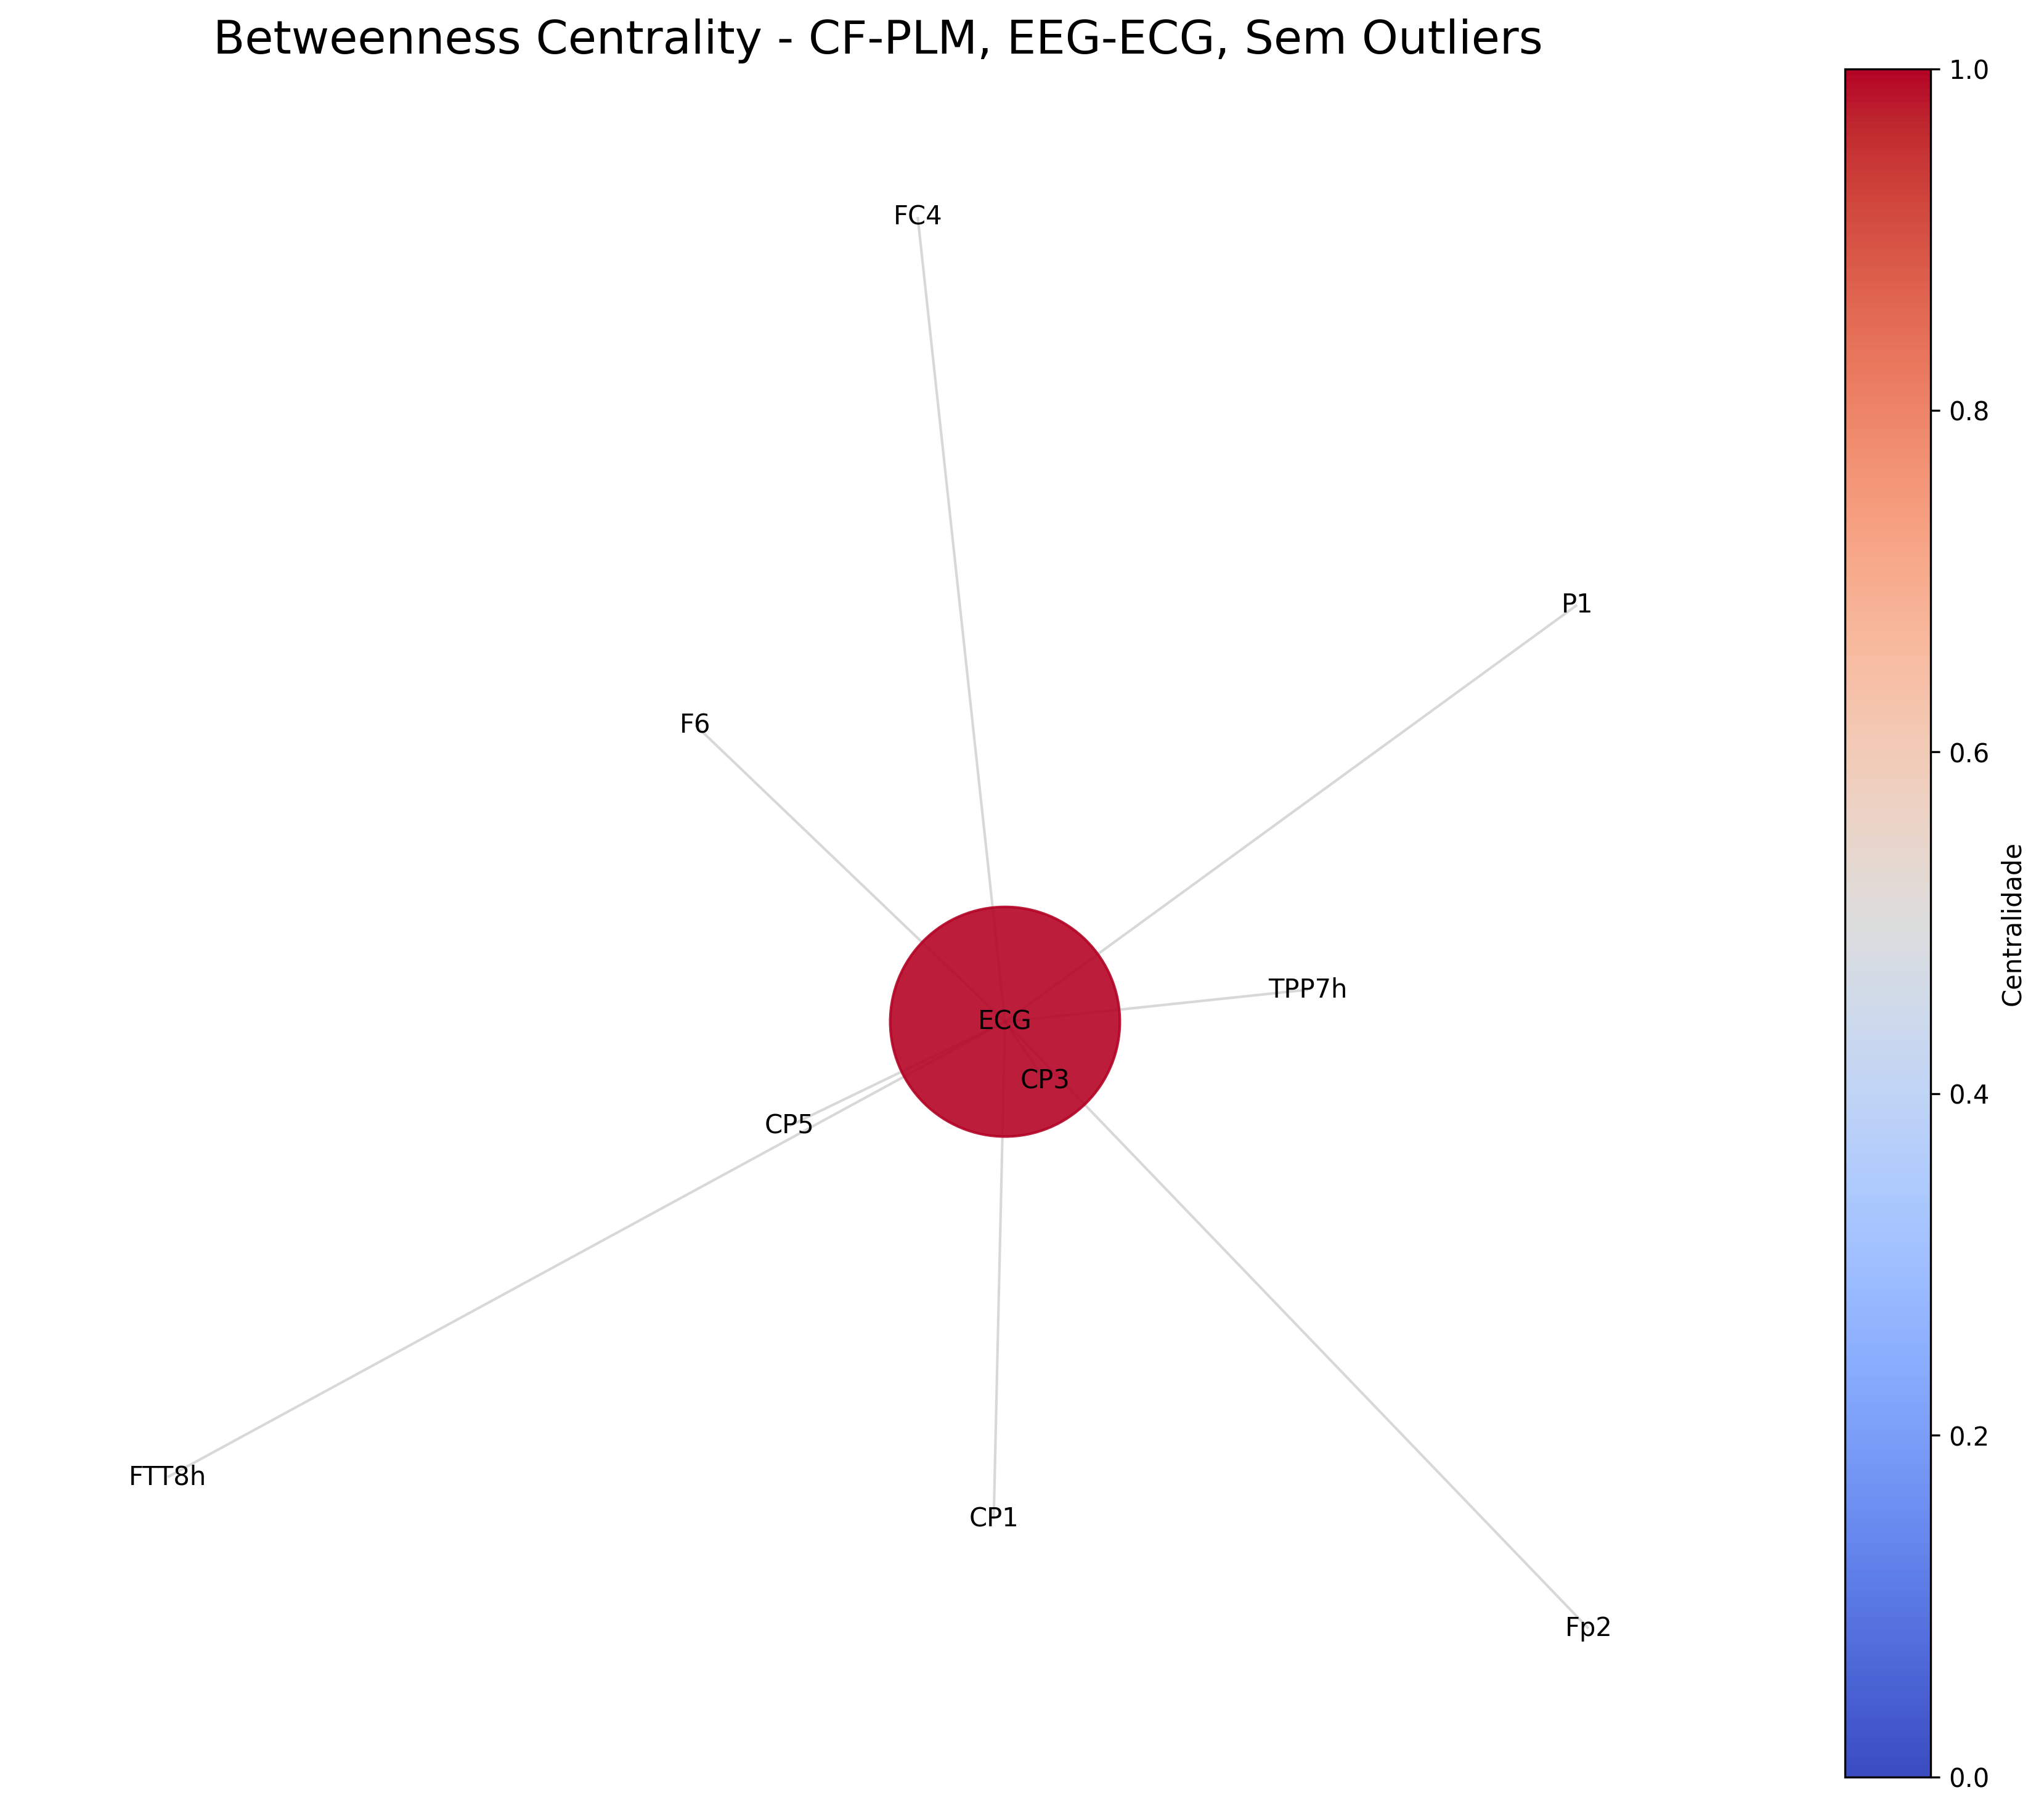 Betweenness Centrality - CF-PLM, EEG-ECG, Sem Outliers
FC4
P1
F6
TPP7h
ECG
CP3
CP5
FTT8h
CP1
Fp2
1.0
0.8
0.6
0.4
0.2
0.0
Centralidade